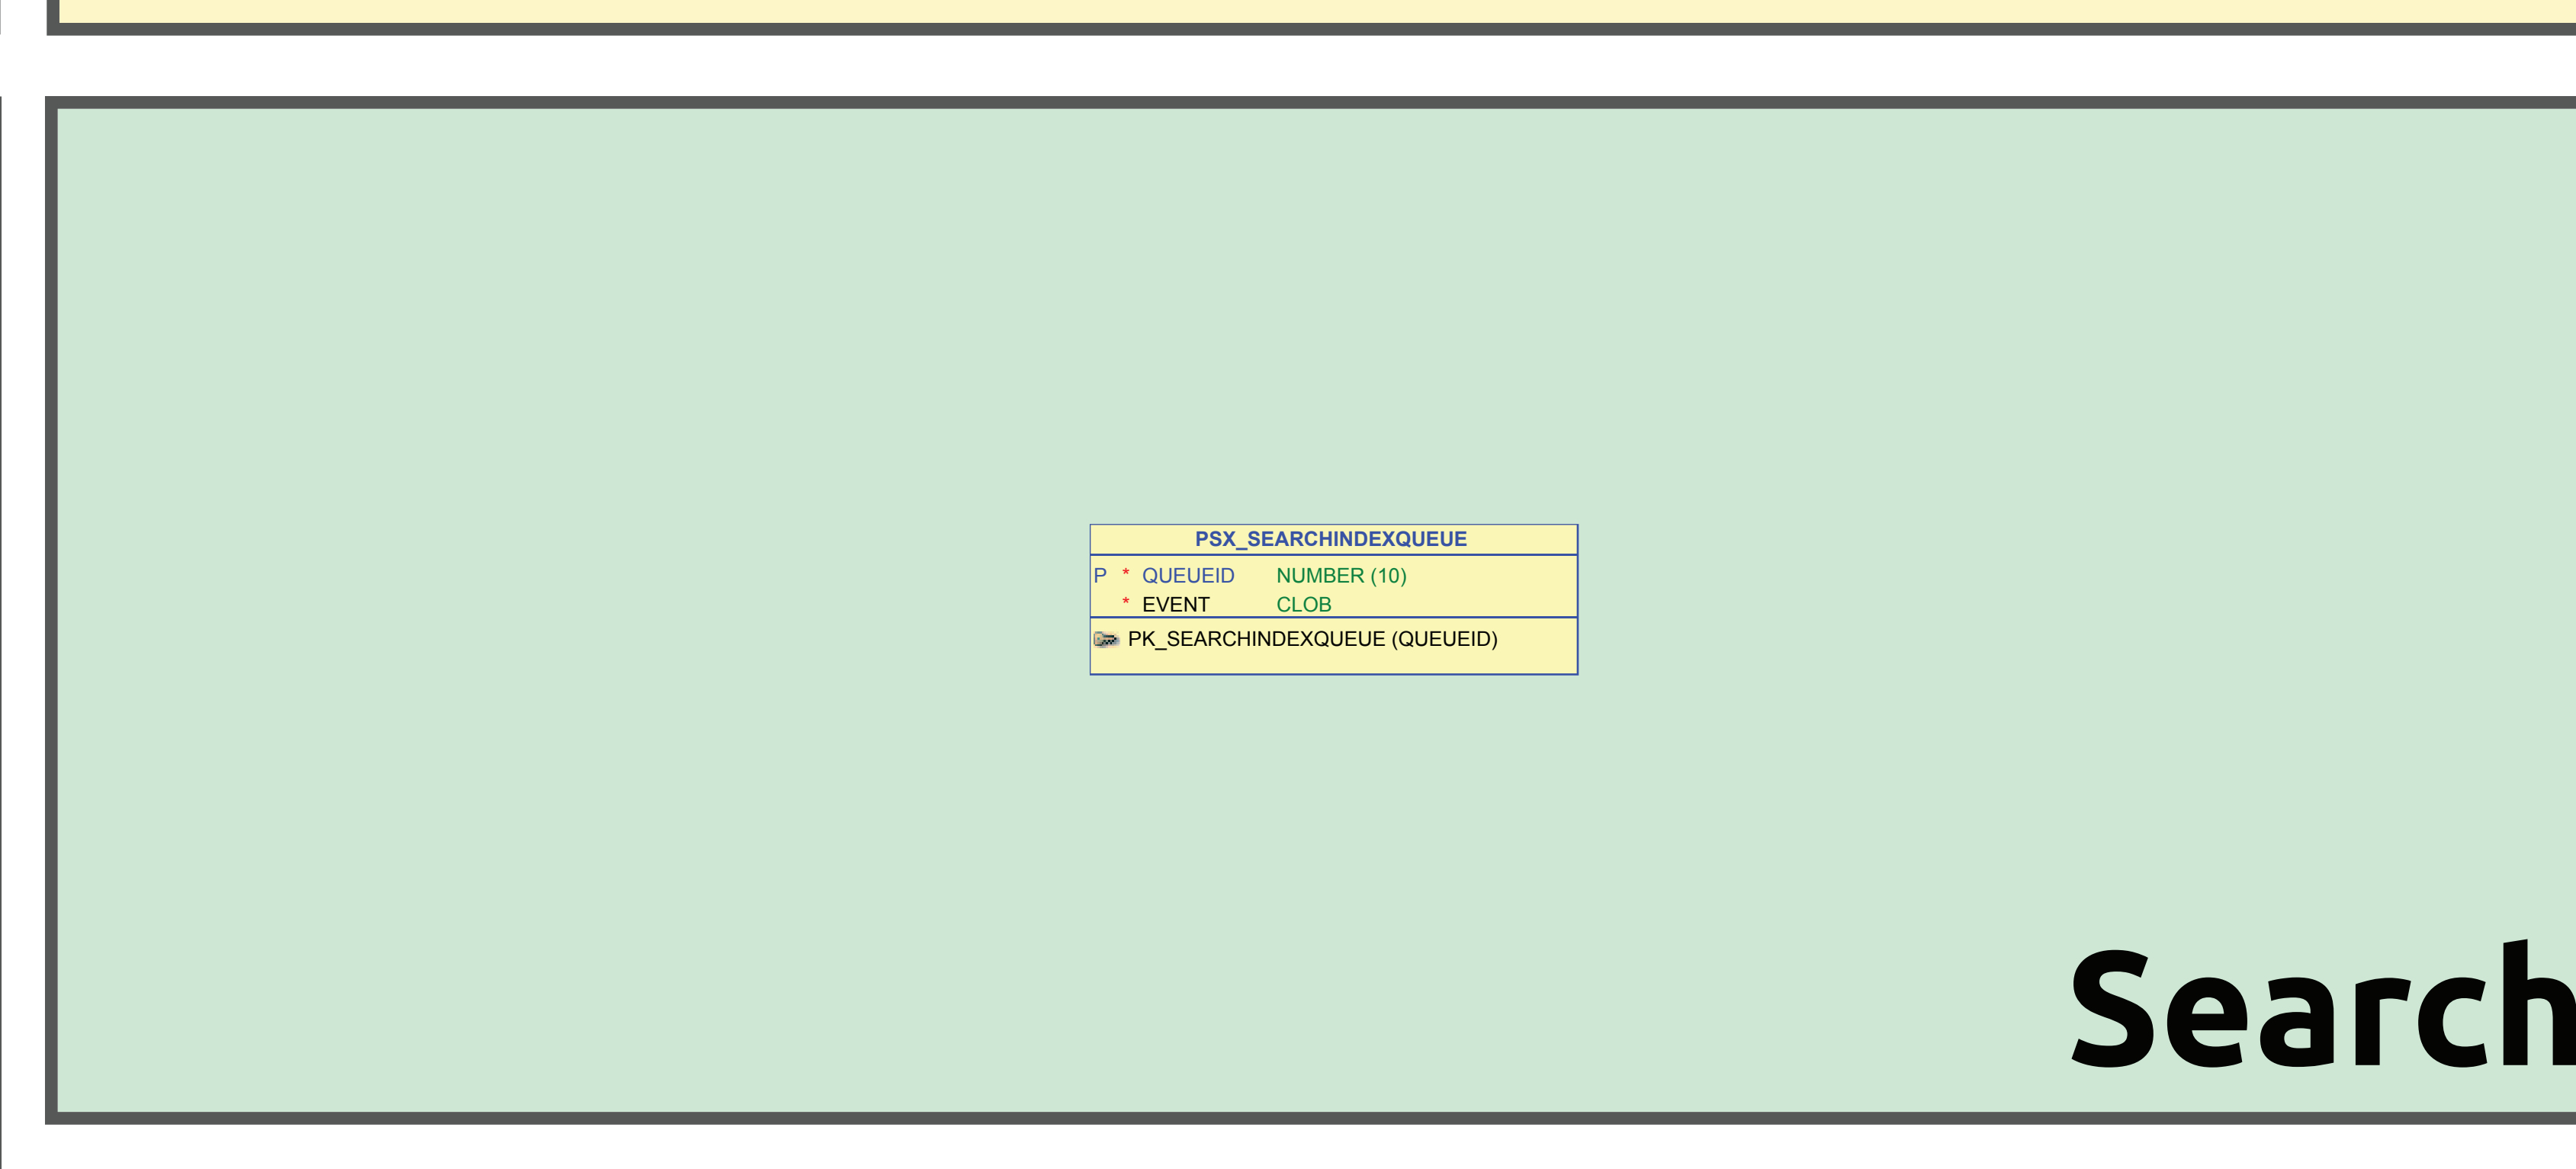 PSX_SEARCHINDEXQUEUE
P * QUEUEID NUMBER (10)
* EVENT CLOB
PK_SEARCHINDEXQUEUE (QUEUEID)
Search